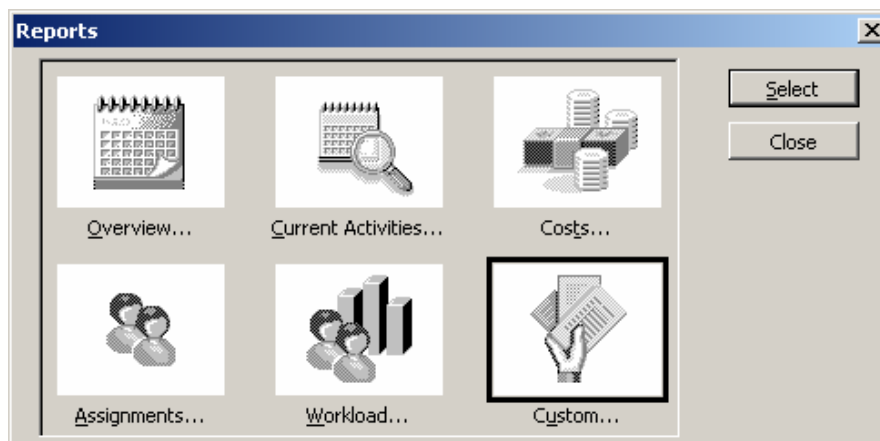 Reports
Select
Close
Overview...
Current Activities...
Costs...
Assignments...
Workload...
Custom...